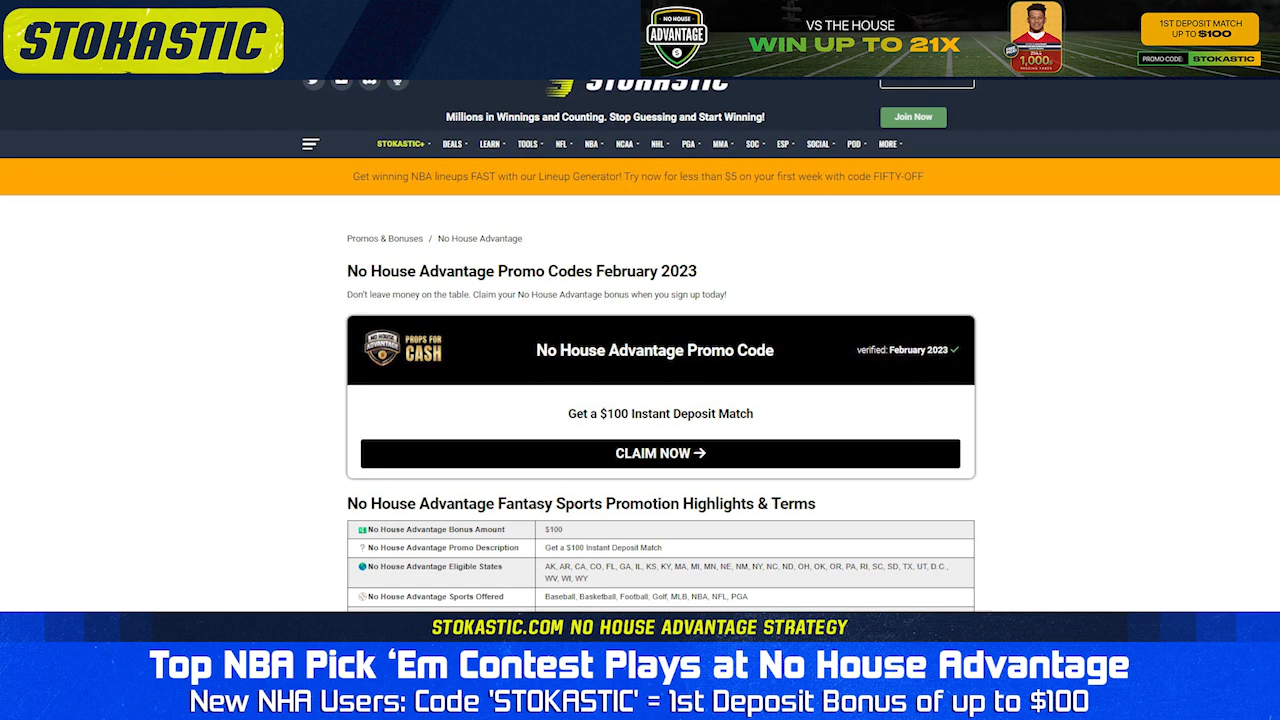 STOKASTIC
NO HOUSE
ADVANTAGE
VS THE HOUSE
WIN UP TO 21X
1,000
1ST DEPOSIT MATCH
UP TO $100
PROMO CODE: STOKASTIC
STOKASTIC
Millions in Winnings and Counting. Stop Guessing and Start Winning!
Join Now
STOKASTIC+ DEALS LEARN TOOLS NFL NBA NCAA NHL PGA MMA SOC ESP SOCIAL POD MORE
Get winning NBA lineups FAST with our Lineup Generator! Try now for less than $5 on your first week with code FIFTY-OFF
Promos & Bonuses / No House Advantage
No House Advantage Promo Codes February 2023
Don't leave money on the table. Claim your No House Advantage bonus when you sign up today!
NO HOUSE
ADVANTAGE
PROPS FOR
CASH
No House Advantage Promo Code
verified: February 2023
Get a $100 Instant Deposit Match
CLAIM NOW →
No House Advantage Fantasy Sports Promotion Highlights & Terms
No House Advantage Bonus Amount $100
No House Advantage Promo Description Get a $100 Instant Deposit Match
No House Advantage Eligible States AK, AR, CA, CO, FL, GA, IL, KS, KY, MA, MI, MN, NE, NM, NY, NC, ND, OH, OK, OR, PA, RI, SC, SD, TX, UT, D.C.,
WV, WI, WY
No House Advantage Sports Offered Baseball, Basketball, Football, Golf, MLB, NBA, NFL, PGA
STOKASTIC.COM NO HOUSE ADVANTAGE STRATEGY
Top NBA Pick ‘Em Contest Plays at No House Advantage
New NHA Users: Code 'STOKASTIC' = 1st Deposit Bonus of up to $100